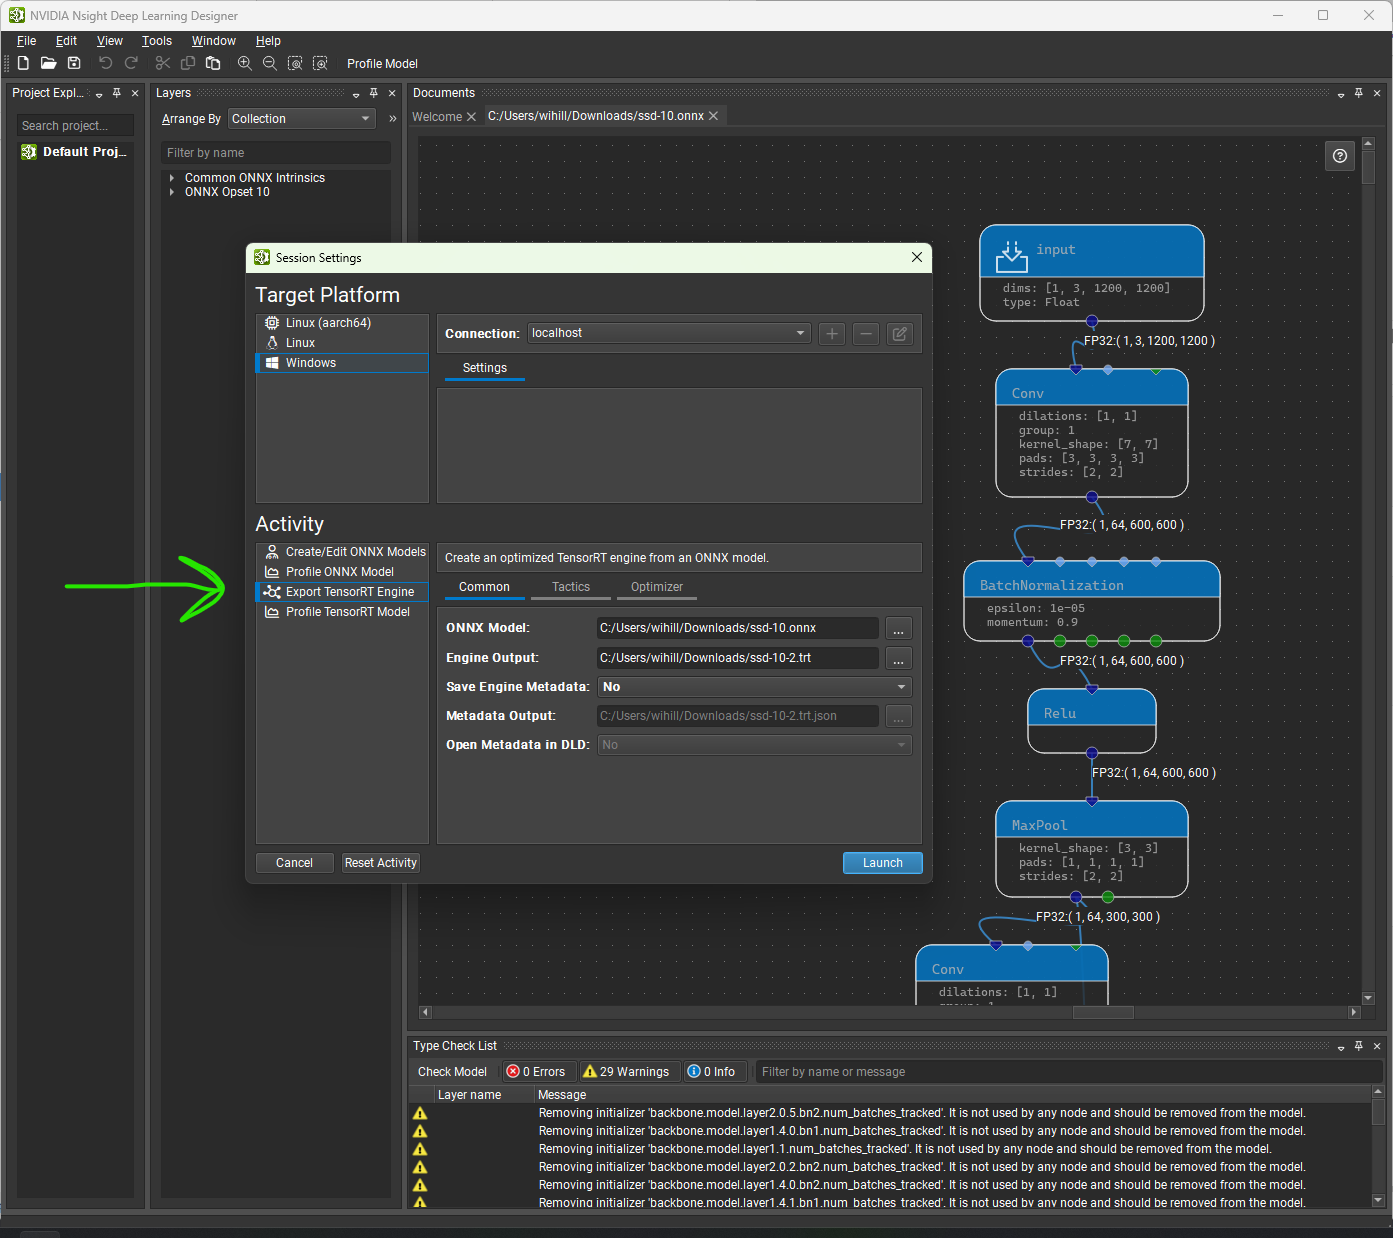 NVIDIA Nsight Deep Learning Designer
File Edit View Tools Window Help
Profile Model
Project Expl...
Search project...
Default Proj...
Layers
Arrange By Collection »
Filter by name
Common ONNX Intrinsics
ONNX Opset 10
Documents
Welcome C:/Users/wihill/Downloads/ssd-10.onnx
Session Settings
Target Platform
Linux (aarch64)
Linux
Windows
Connection: localhost
Settings
Activity
Create/Edit ONNX Models
Profile ONNX Model
Export TensorRT Engine
Profile TensorRT Model
Create an optimized TensorRT engine from an ONNX model.
Common Tactics Optimizer
ONNX Model: C:/Users/wihill/Downloads/ssd-10.onnx ...
Engine Output: C:/Users/wihill/Downloads/ssd-10-2.trt ...
Save Engine Metadata: No
Metadata Output: C:/Users/wihill/Downloads/ssd-10-2.trt.json ...
Open Metadata in DLD: No
Cancel Reset Activity Launch
input
dims: [1, 3, 1200, 1200]
type: Float
FP32:( 1, 3, 1200, 1200 )
Conv
dilations: [1, 1]
group: 1
kernel_shape: [7, 7]
pads: [3, 3, 3, 3]
strides: [2, 2]
FP32:( 1, 64, 600, 600 )
BatchNormalization
epsilon: 1e-05
momentum: 0.9
FP32:( 1, 64, 600, 600 )
Relu
FP32:( 1, 64, 600, 600 )
MaxPool
kernel_shape: [3, 3]
pads: [1, 1, 1, 1]
strides: [2, 2]
FP32:( 1, 64, 300, 300 )
Conv
dilations: [1, 1]
Type Check List
Check Model 0 Errors 29 Warnings 0 Info Filter by name or message
Layer name Message
Removing initializer 'backbone.model.layer2.0.5.bn2.num_batches_tracked'. It is not used by any node and should be removed from the model.
Removing initializer 'backbone.model.layer1.4.0.bn1.num_batches_tracked'. It is not used by any node and should be removed from the model.
Removing initializer 'backbone.model.layer1.1.num_batches_tracked'. It is not used by any node and should be removed from the model.
Removing initializer 'backbone.model.layer2.0.2.bn2.num_batches_tracked'. It is not used by any node and should be removed from the model.
Removing initializer 'backbone.model.layer1.4.0.bn2.num_batches_tracked'. It is not used by any node and should be removed from the model.
Removing initializer 'backbone.model.layer1.4.1.bn1.num_batches_tracked'. It is not used by any node and should be removed from the model.